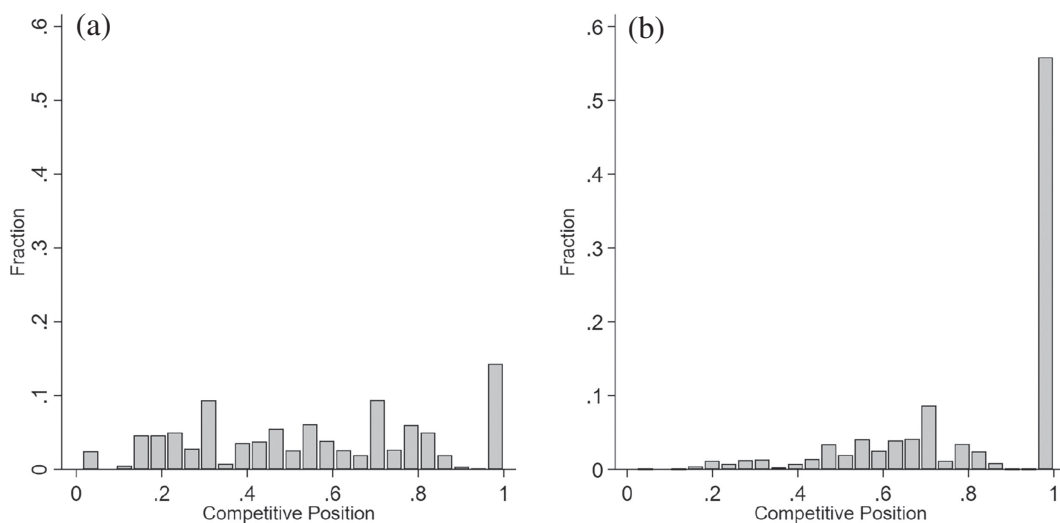 (a)
.6
.5
.4
.3
.2
.1
0
Fraction
0 .2 .4 .6 .8 1
Competitive Position
(b)
.6
.5
.4
.3
.2
.1
0
Fraction
0 .2 .4 .6 .8 1
Competitive Position